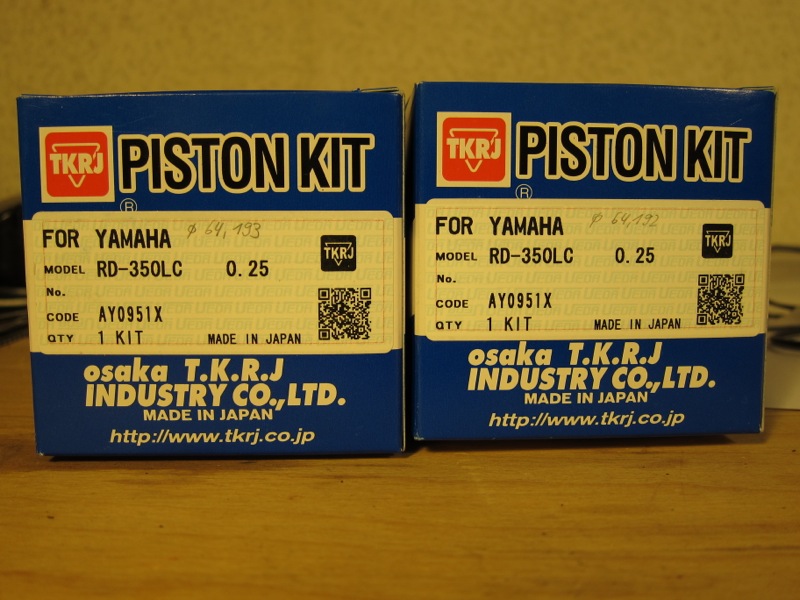 TKRJ PISTON KIT
®
FOR YAMAHA ϕ 64,193
MODEL RD-350LC 0.25
TKRJ
No.
CODE AY0951X
QTY 1 KIT MADE IN JAPAN
osaka T.K.R.J
INDUSTRY CO.,LTD.
MADE IN JAPAN
http://www.tkrj.co.jp
TKRJ PISTON KIT
®
FOR YAMAHA ϕ 64,192
MODEL RD-350LC 0.25
TKRJ
No.
CODE AY0951X
QTY 1 KIT MADE IN JAPAN
osaka T.K.R.J
INDUSTRY CO.,LTD.
MADE IN JAPAN
http://www.tkrj.co.jp